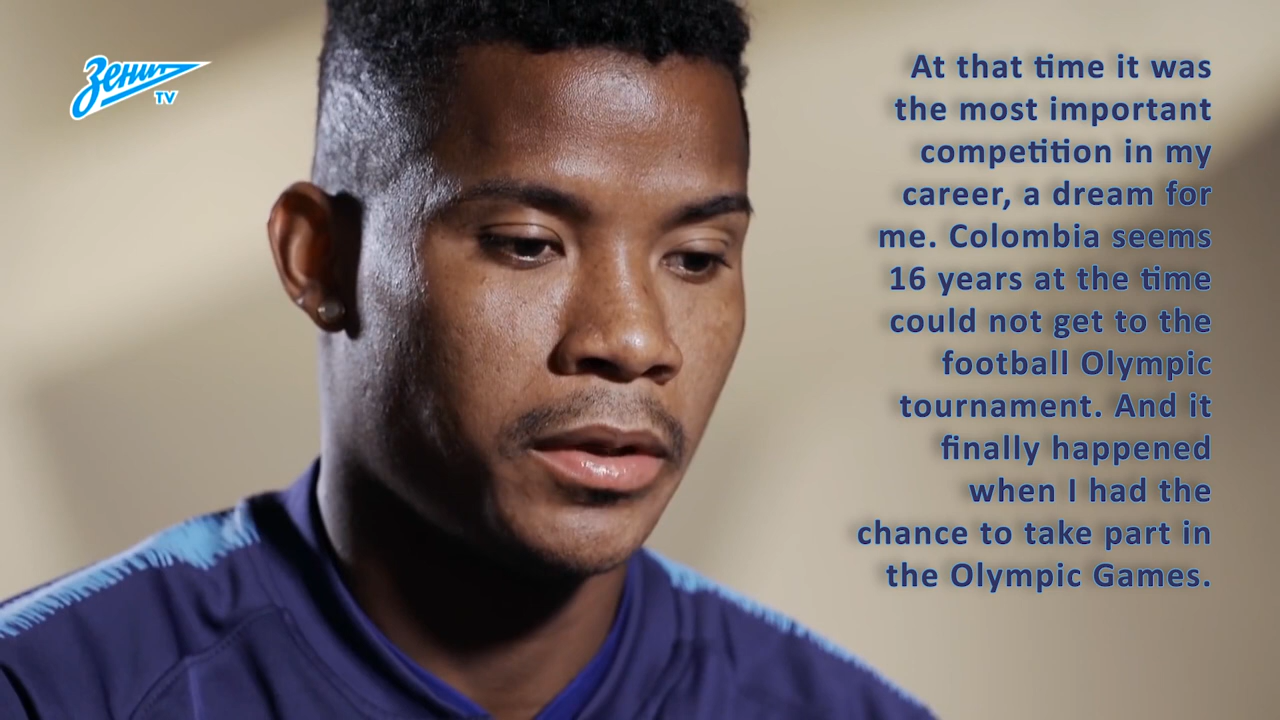 Зенит
TV
At that time it was
the most important
competition in my
career, a dream for
me. Colombia seems
16 years at the time
could not get to the
football Olympic
tournament. And it
finally happened
when I had the
chance to take part in
the Olympic Games.